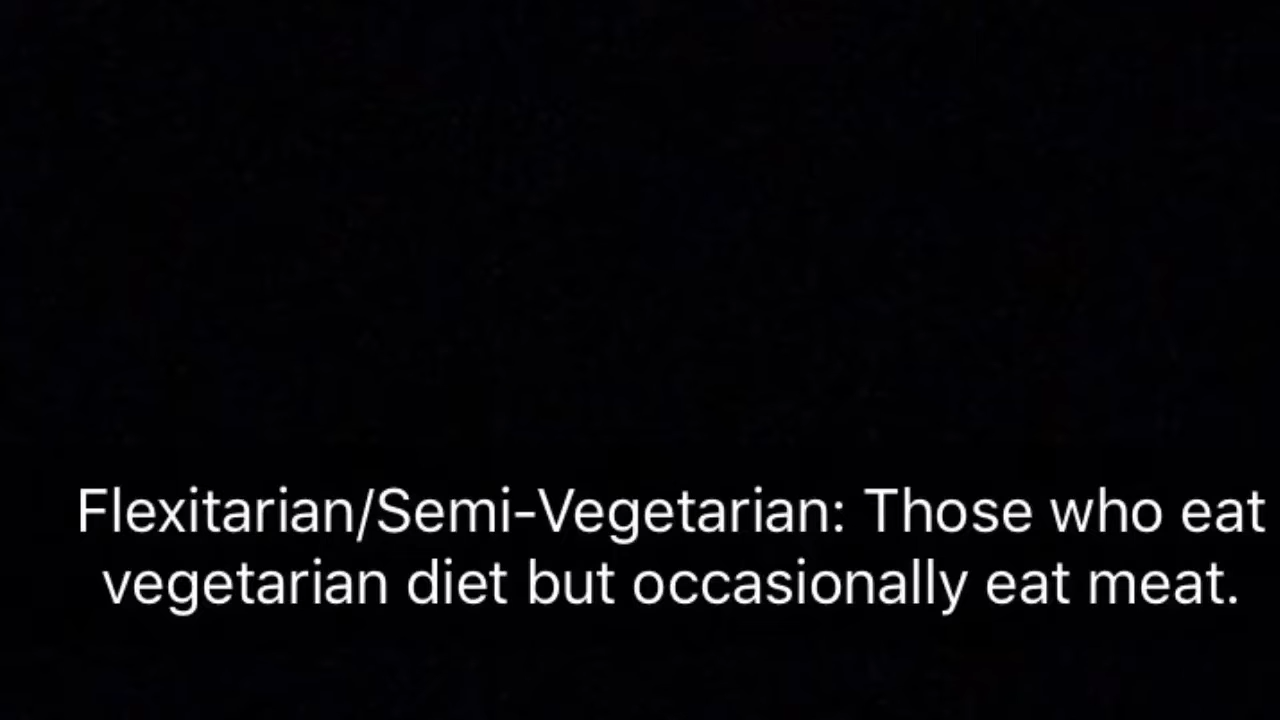 Flexitarian/Semi-Vegetarian: Those who eat
vegetarian diet but occasionally eat meat.